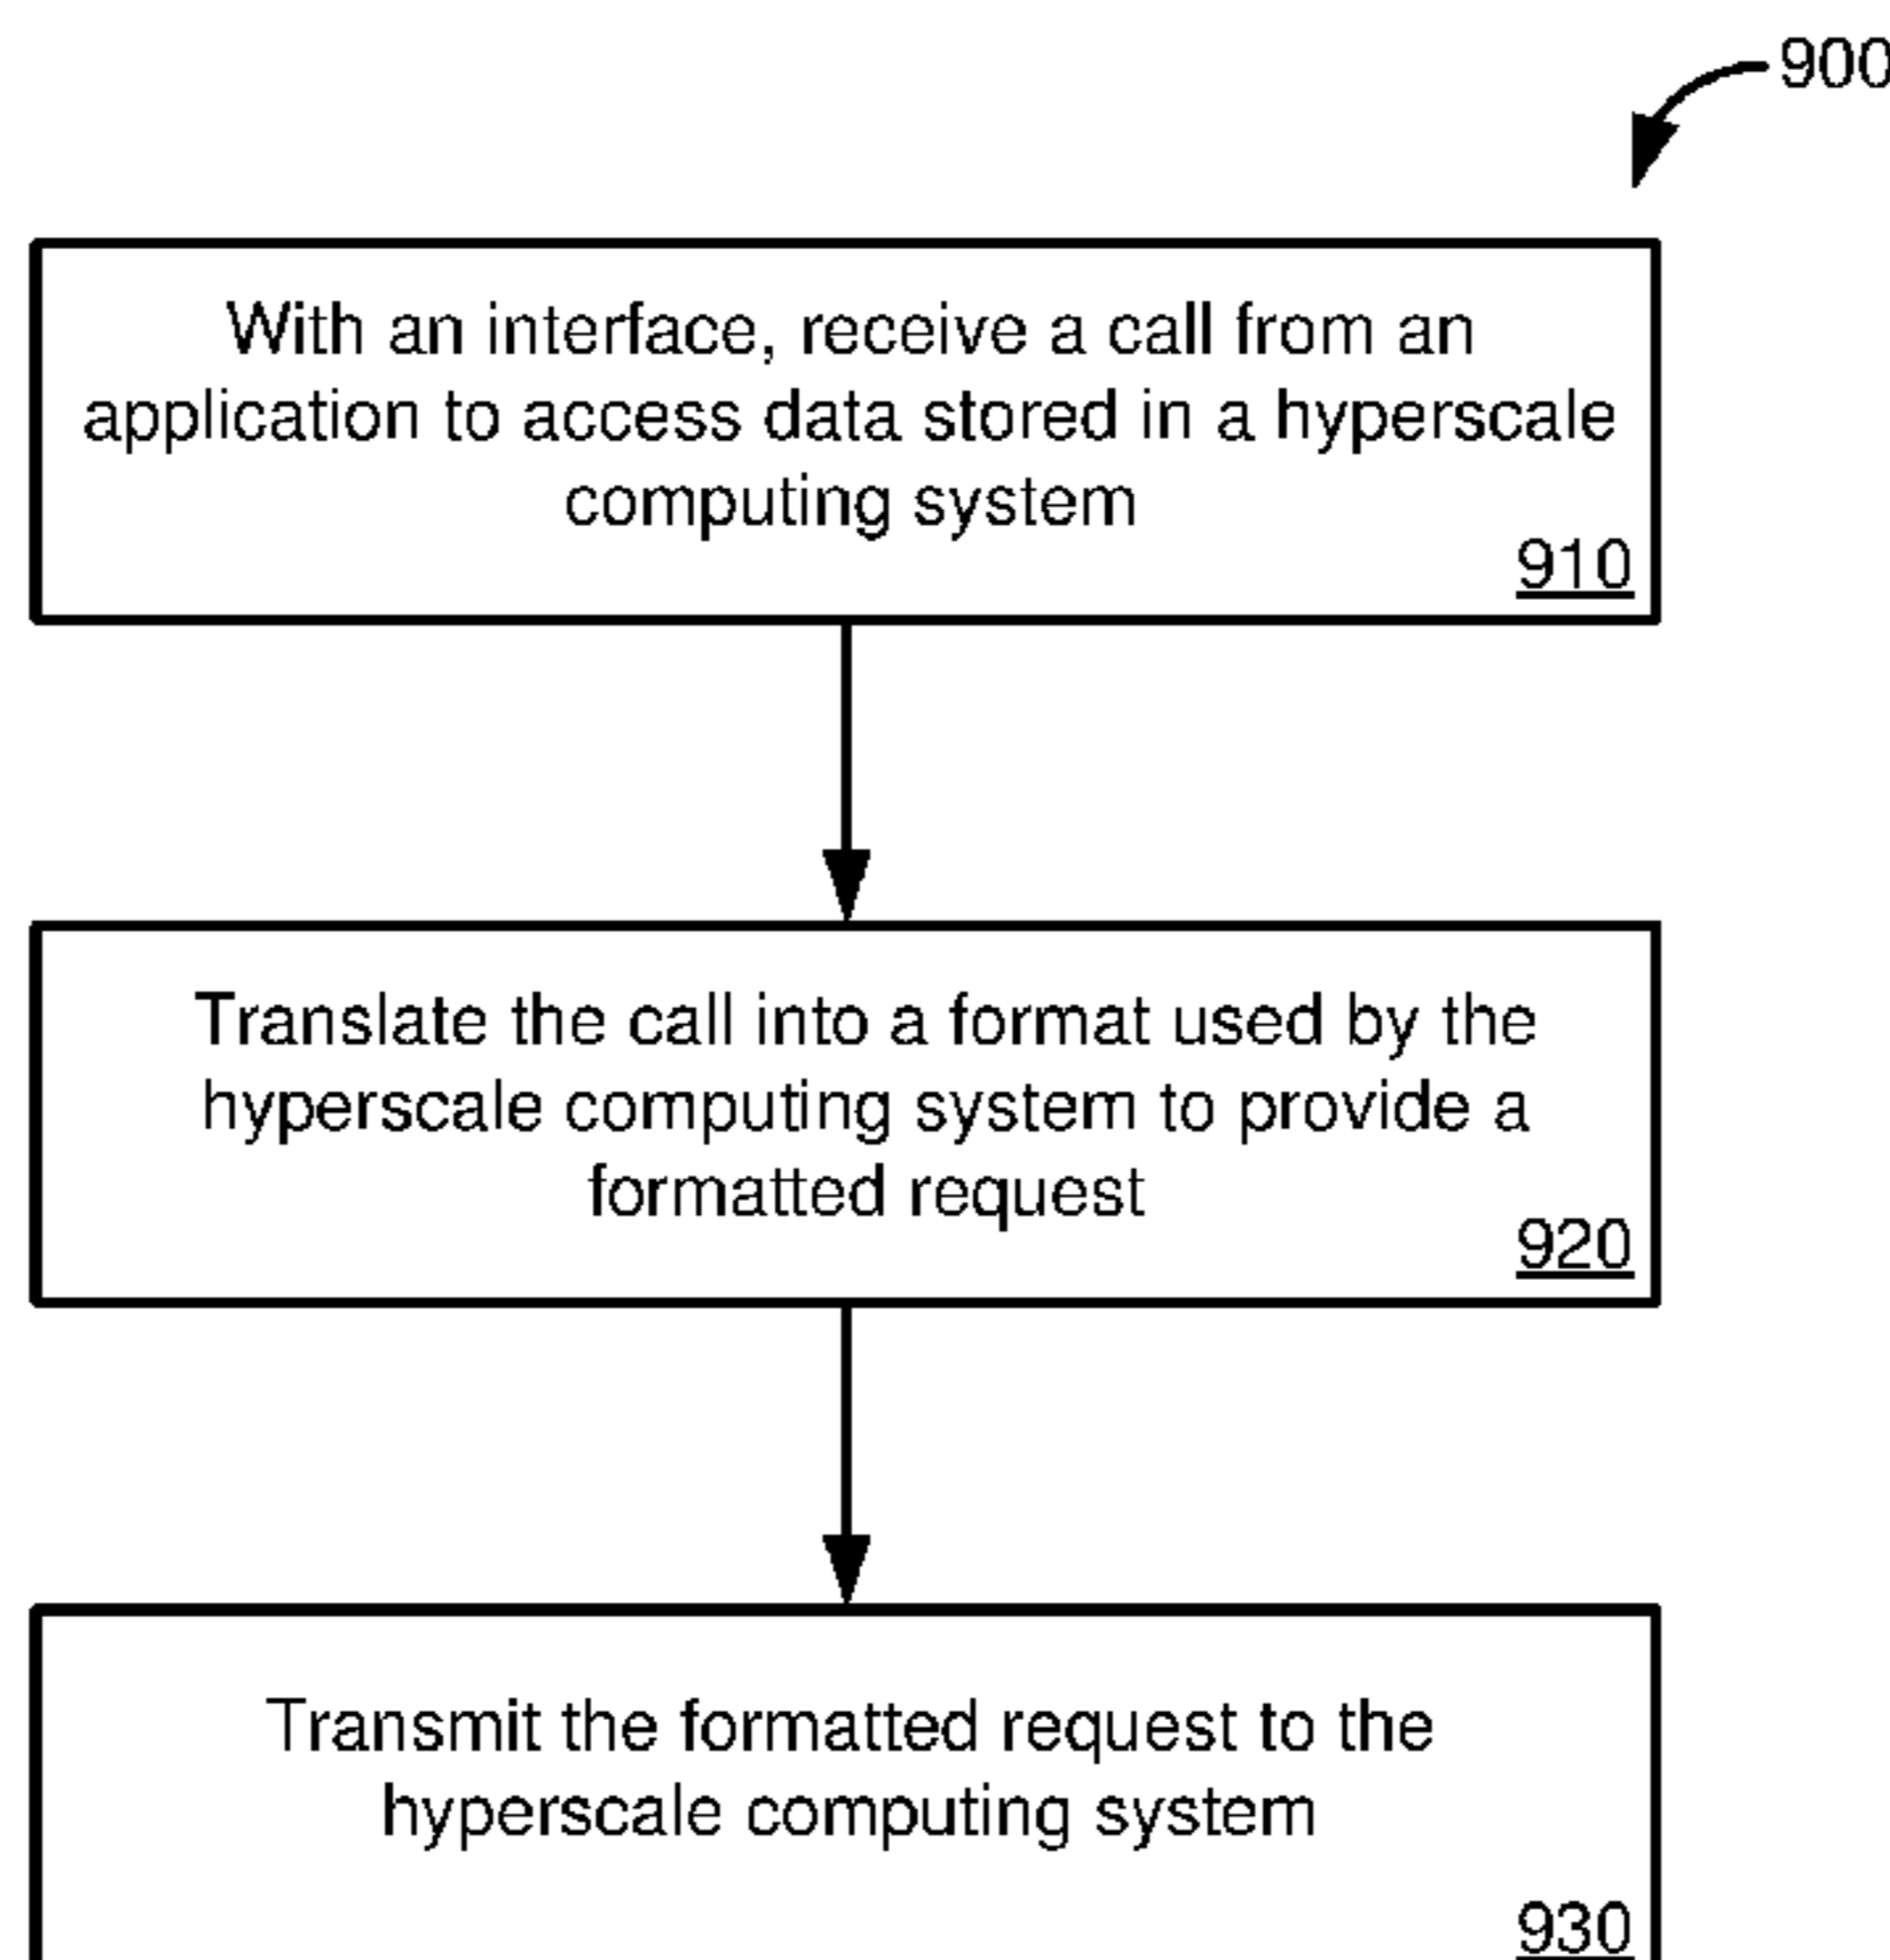 900
With an interface, receive a call from an
application to access data stored in a hyperscale
computing system
910
Translate the call into a format used by the
hyperscale computing system to provide a
formatted request
920
Transmit the formatted request to the
hyperscale computing system
930